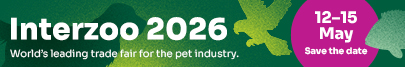 Interzoo 2026
World's leading trade fair for the pet industry.
12–15
May
Save the date